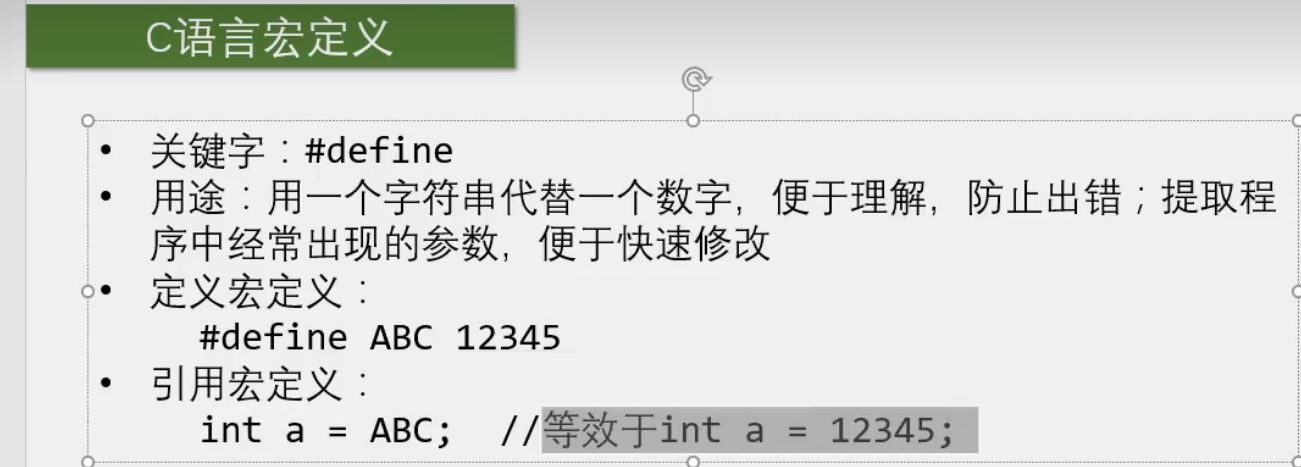 C语言宏定义
• 关键字：#define
• 用途：用一个字符串代替一个数字，便于理解，防止出错；提取程
序中经常出现的参数，便于快速修改
• 定义宏定义：
#define ABC 12345
• 引用宏定义：
int a = ABC;  //等效于int a = 12345;